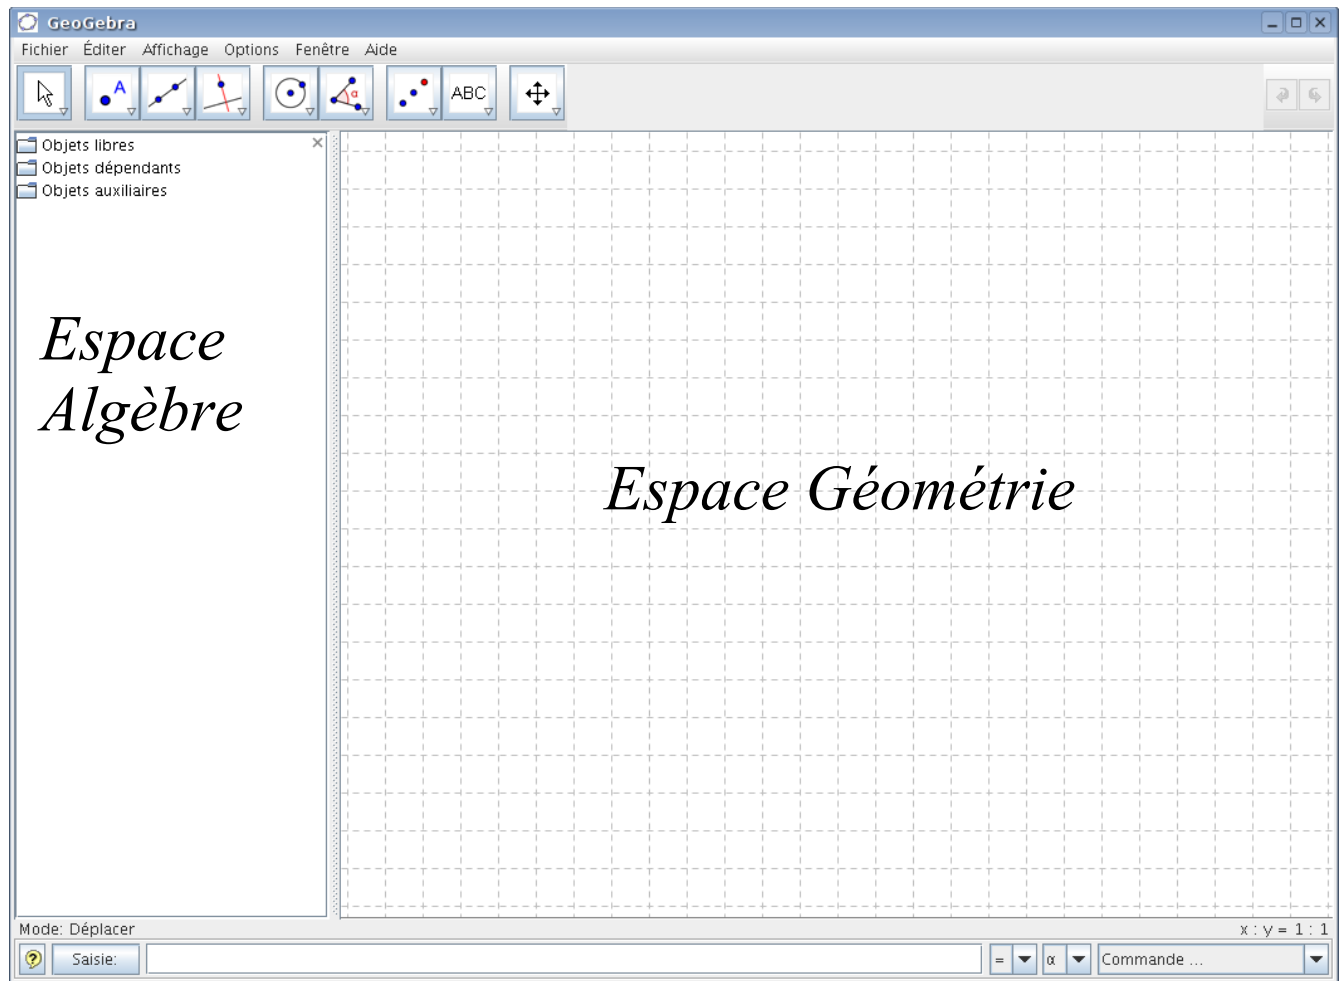 GeoGebra
Fichier Éditer Affichage Options Fenêtre Aide
A α ABC
Objets libres
Objets dépendants
Objets auxiliaires
Espace
Algèbre
Espace Géométrie
Mode: Déplacer x : y = 1 : 1
? Saisie: = α Commande ...